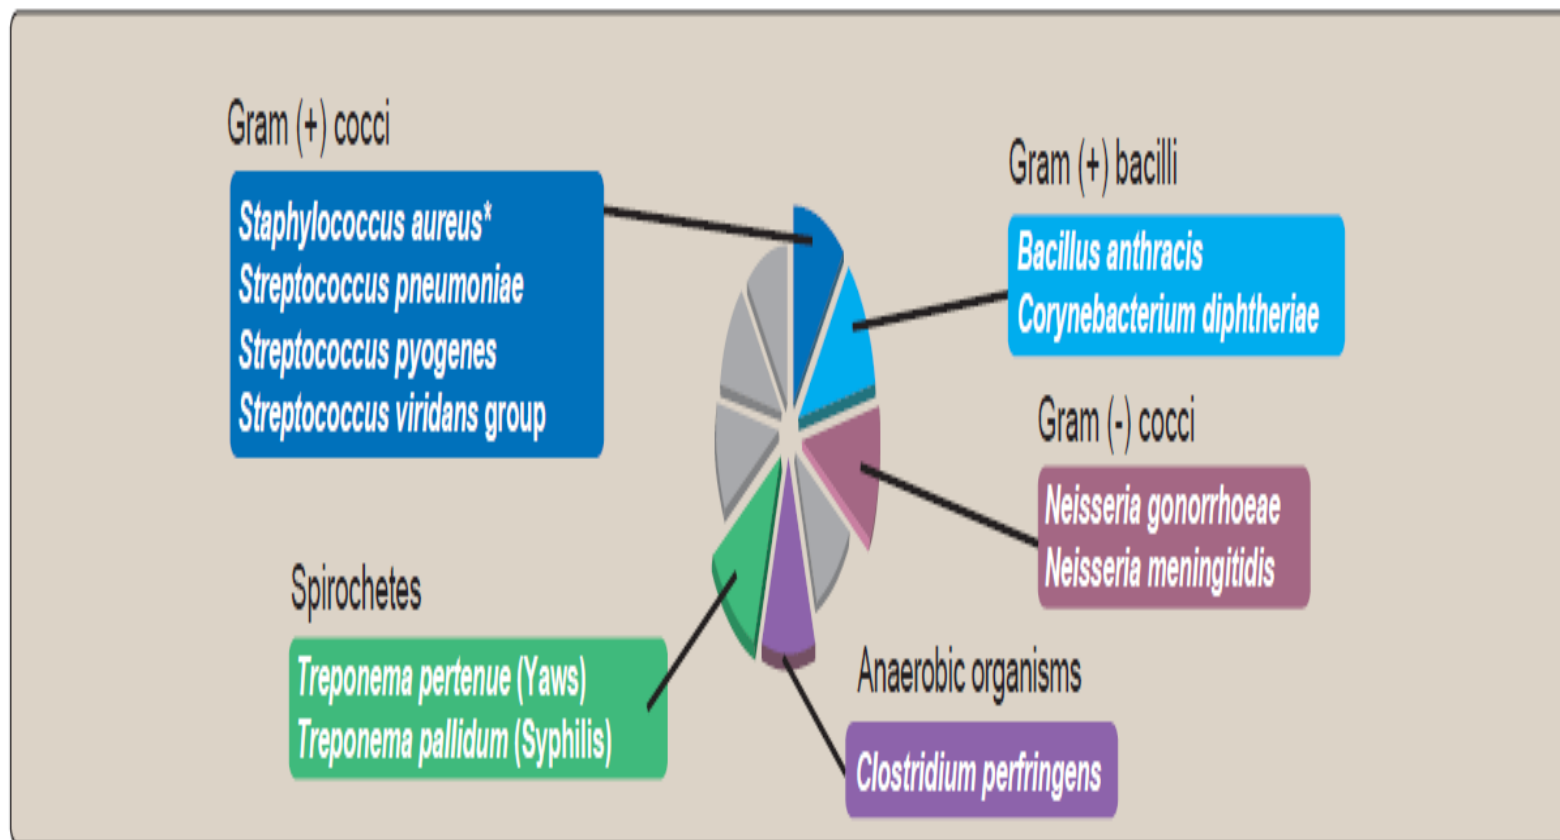 Gram (+) cocci
Staphylococcus aureus*
Streptococcus pneumoniae
Streptococcus pyogenes
Streptococcus viridans group
Gram (+) bacilli
Bacillus anthracis
Corynebacterium diphtheriae
Gram (-) cocci
Neisseria gonorrhoeae
Neisseria meningitidis
Spirochetes
Treponema pertenue (Yaws)
Treponema pallidum (Syphilis)
Anaerobic organisms
Clostridium perfringens